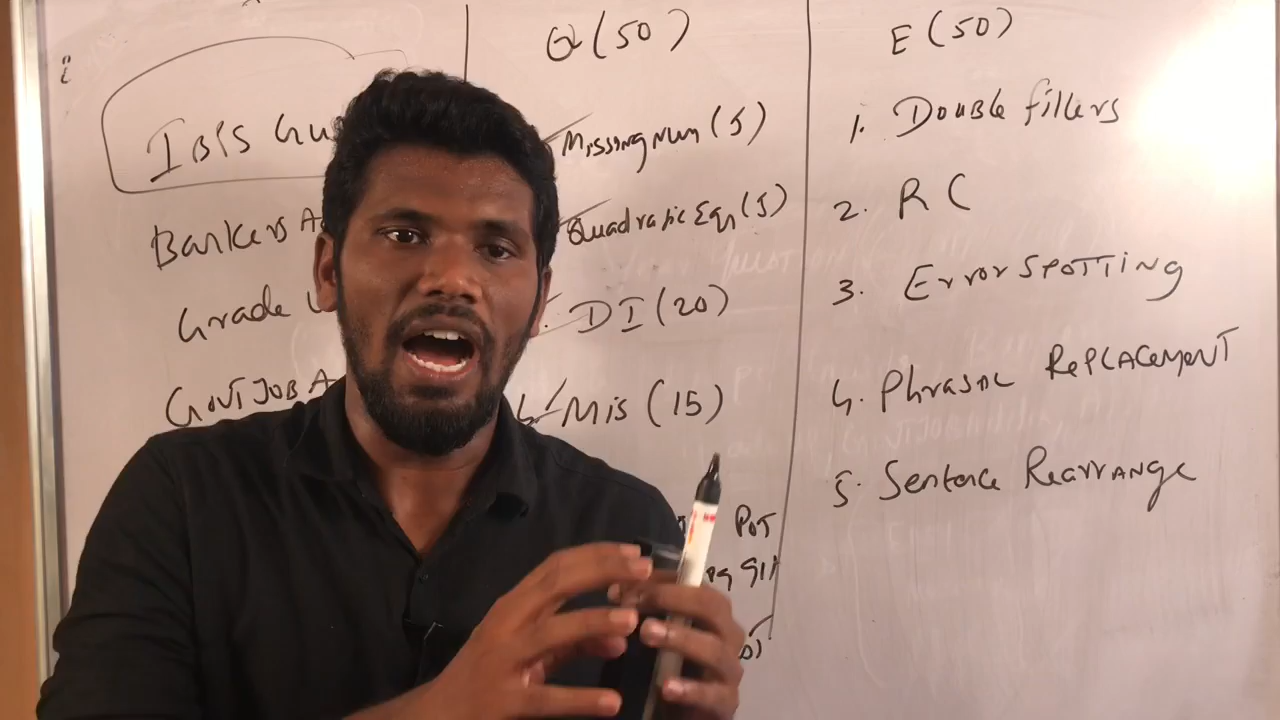 IBPS Gu
Bankers A
Grade
GOVT JOB A
Q (50)
Missing Num (5)
Quadratic Eqn (5)
DI (20)
Mis (15)
POT
E (50)
1. Double fillers
2. RC
3. Error SPOTTING
4. Phrase REPLACEMENT
5. Sentence Rearrange